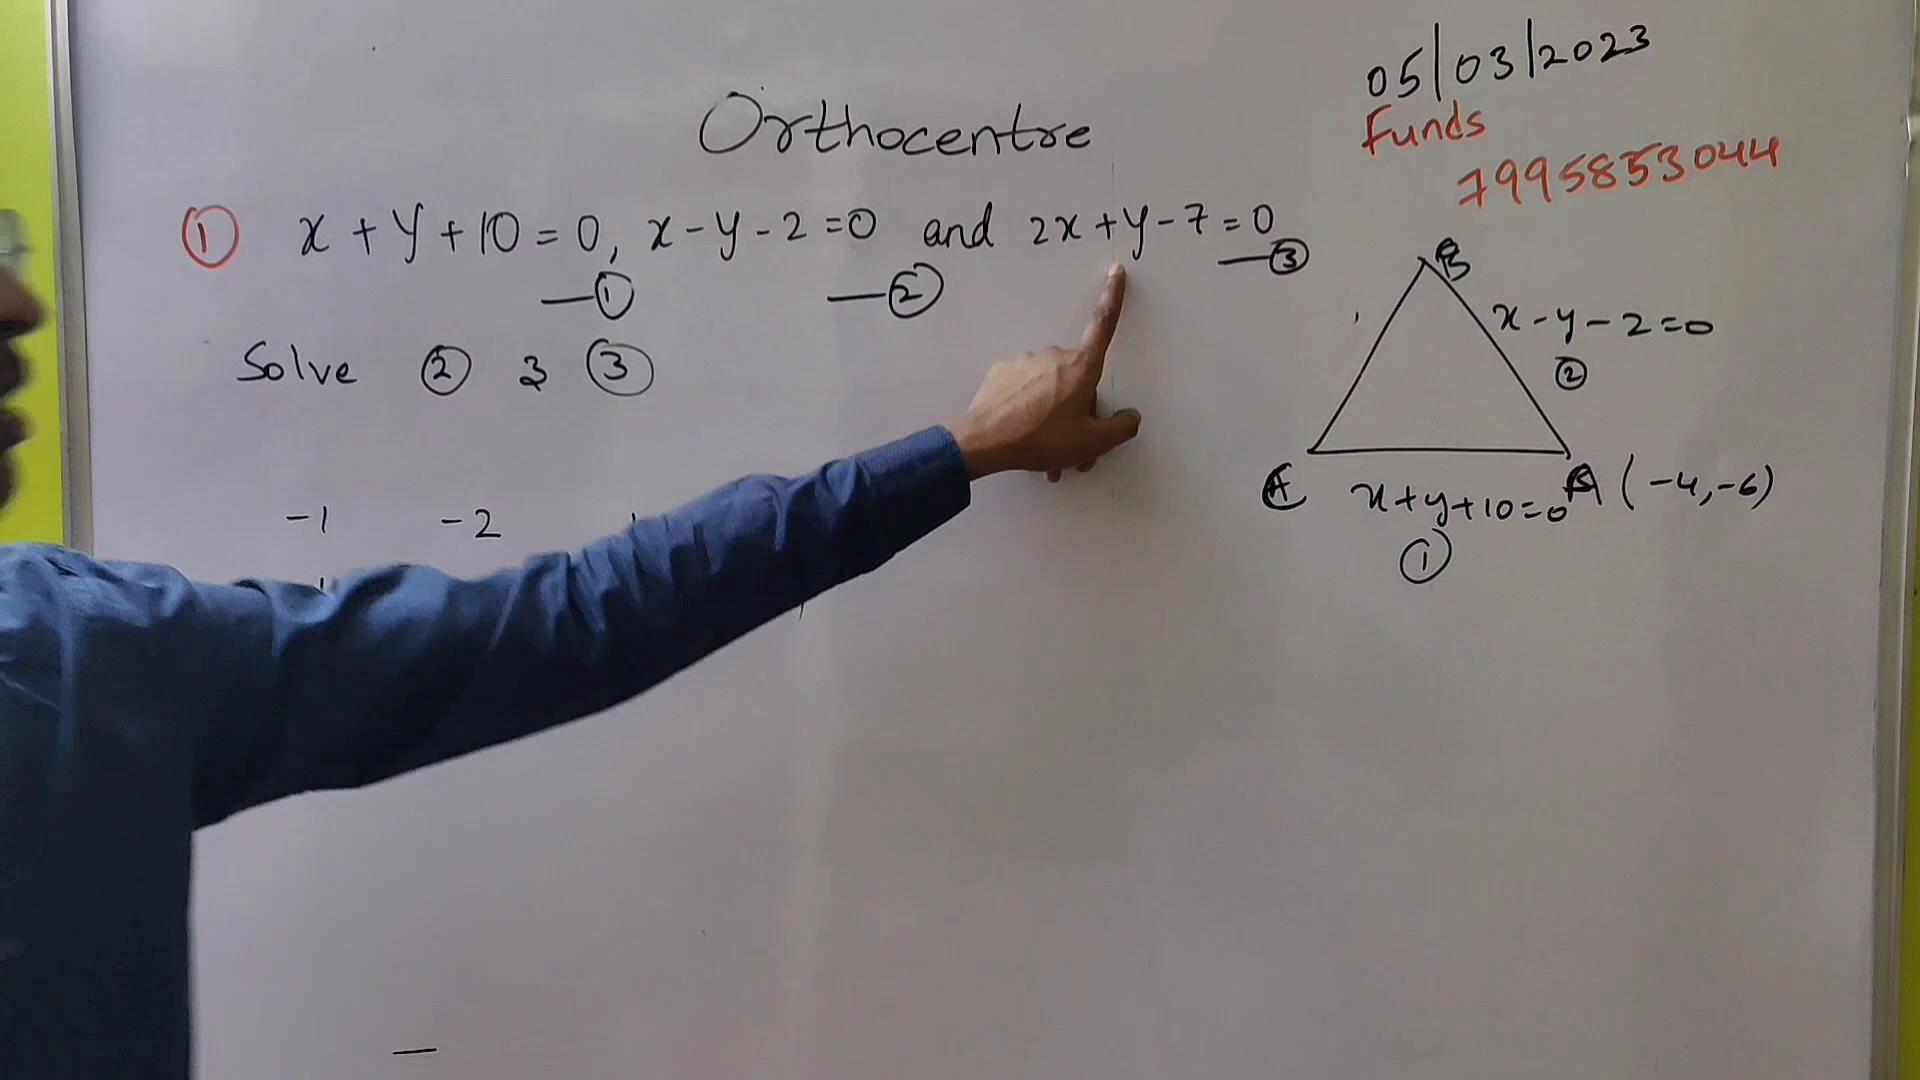 05/03/2023
Orthocentre
Funds
7995853044
① x + y + 10 = 0, x - y - 2 = 0 and 2x + y - 7 = 0
—① —② —③
Solve ② & ③
-1 -2
B
x - y - 2 = 0
②
C x + y + 10 = 0 A (-4, -6)
①